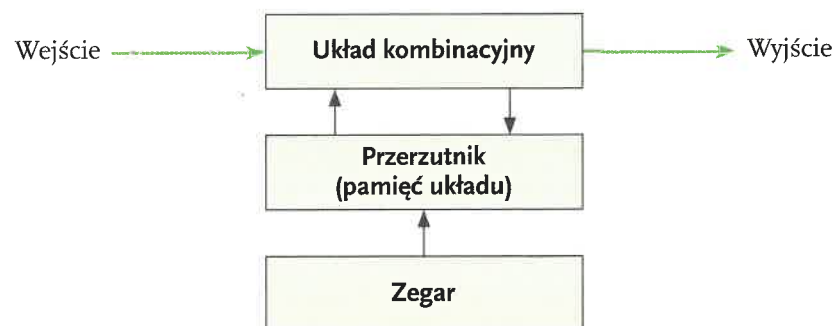 Wejście
Układ kombinacyjny
Wyjście
Przerzutnik
(pamięć układu)
Zegar